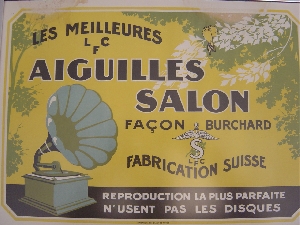 LES MEILLEURES
LFC
AIGUILLES
SALON
FAÇON BURCHARD
S
LFC
FABRICATION SUISSE
REPRODUCTION LA PLUS PARFAITE
N'USENT PAS LES DISQUES